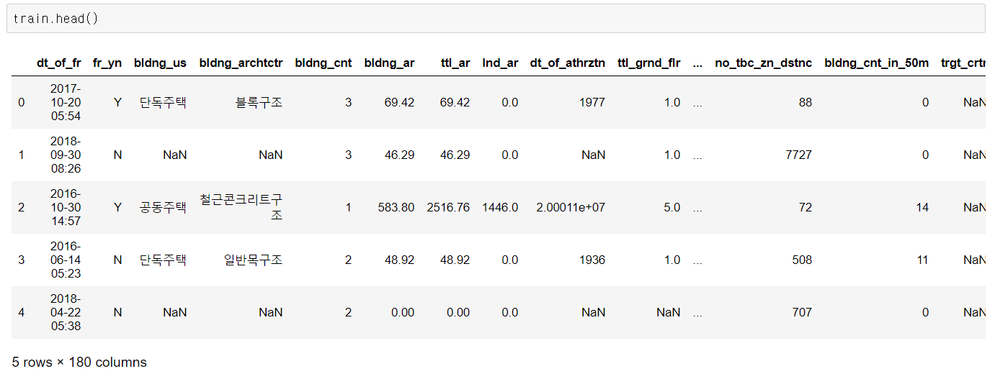 train.head()
dt_of_fr fr_yn bldng_us bldng_archtctr bldng_cnt bldng_ar ttl_ar lnd_ar dt_of_athrztn ttl_grnd_flr ... no_tbc_zn_dstnc bldng_cnt_in_50m trgt_crtr
0 2017-10-20 05:54 Y 단독주택 블록구조 3 69.42 69.42 0.0 1977 1.0 ... 88 0 NaN
1 2018-09-30 08:26 N NaN NaN 3 46.29 46.29 0.0 NaN 1.0 ... 7727 0 NaN
2 2016-10-30 14:57 Y 공동주택 철근콘크리트구조 1 583.80 2516.76 1446.0 2.00011e+07 5.0 ... 72 14 NaN
3 2016-06-14 05:23 N 단독주택 일반목구조 2 48.92 48.92 0.0 1936 1.0 ... 508 11 NaN
4 2018-04-22 05:38 N NaN NaN 2 0.00 0.00 0.0 NaN NaN ... 707 0 NaN
5 rows × 180 columns